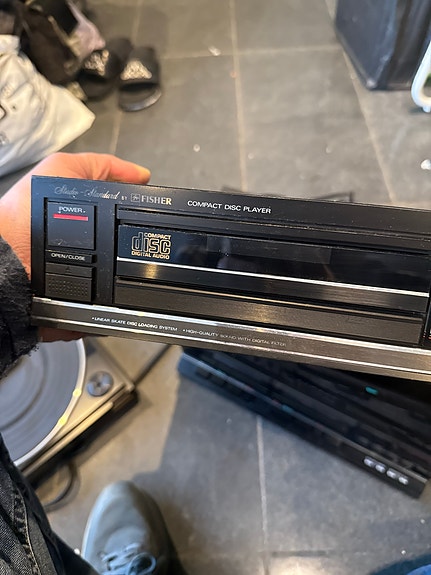 Studio-Standard by FISHER COMPACT DISC PLAYER
POWER
COMPACT
disc
DIGITAL AUDIO
OPEN/CLOSE
• LINEAR SKATE DISC LOADING SYSTEM • HIGH-QUALITY SOUND WITH DIGITAL FILTER